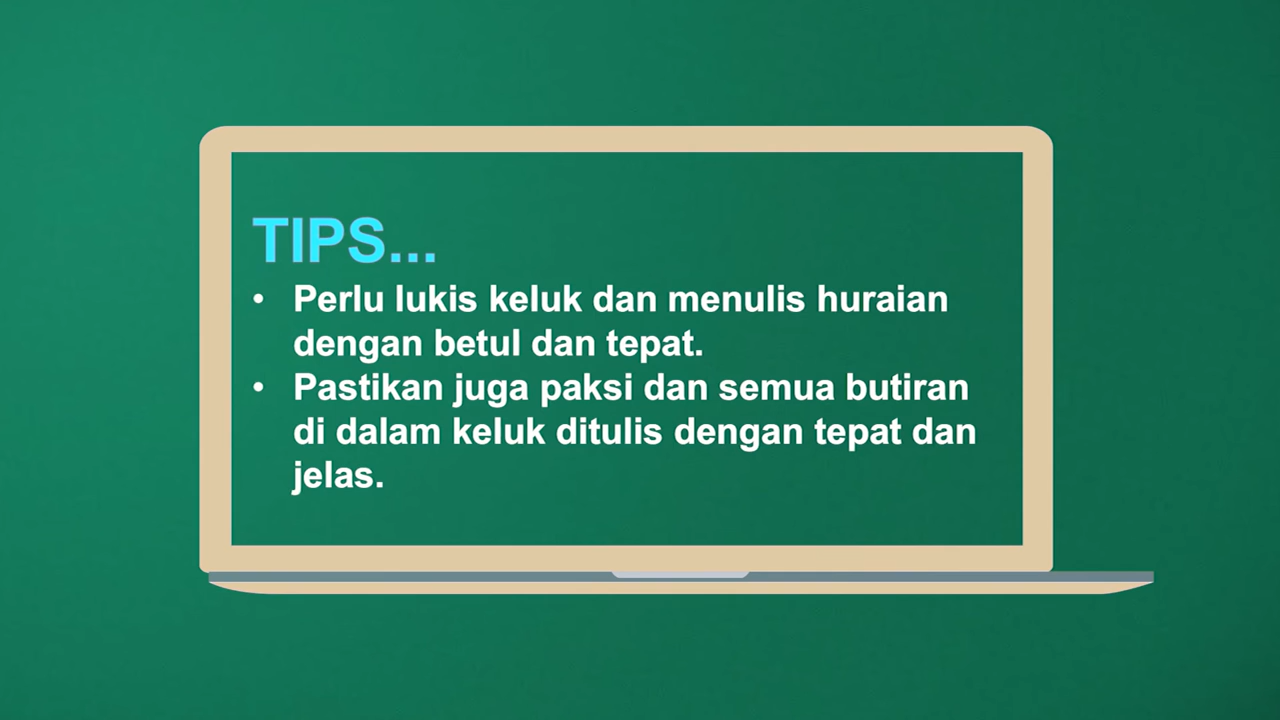 TIPS...
• Perlu lukis keluk dan menulis huraian
dengan betul dan tepat.
• Pastikan juga paksi dan semua butiran
di dalam keluk ditulis dengan tepat dan
jelas.